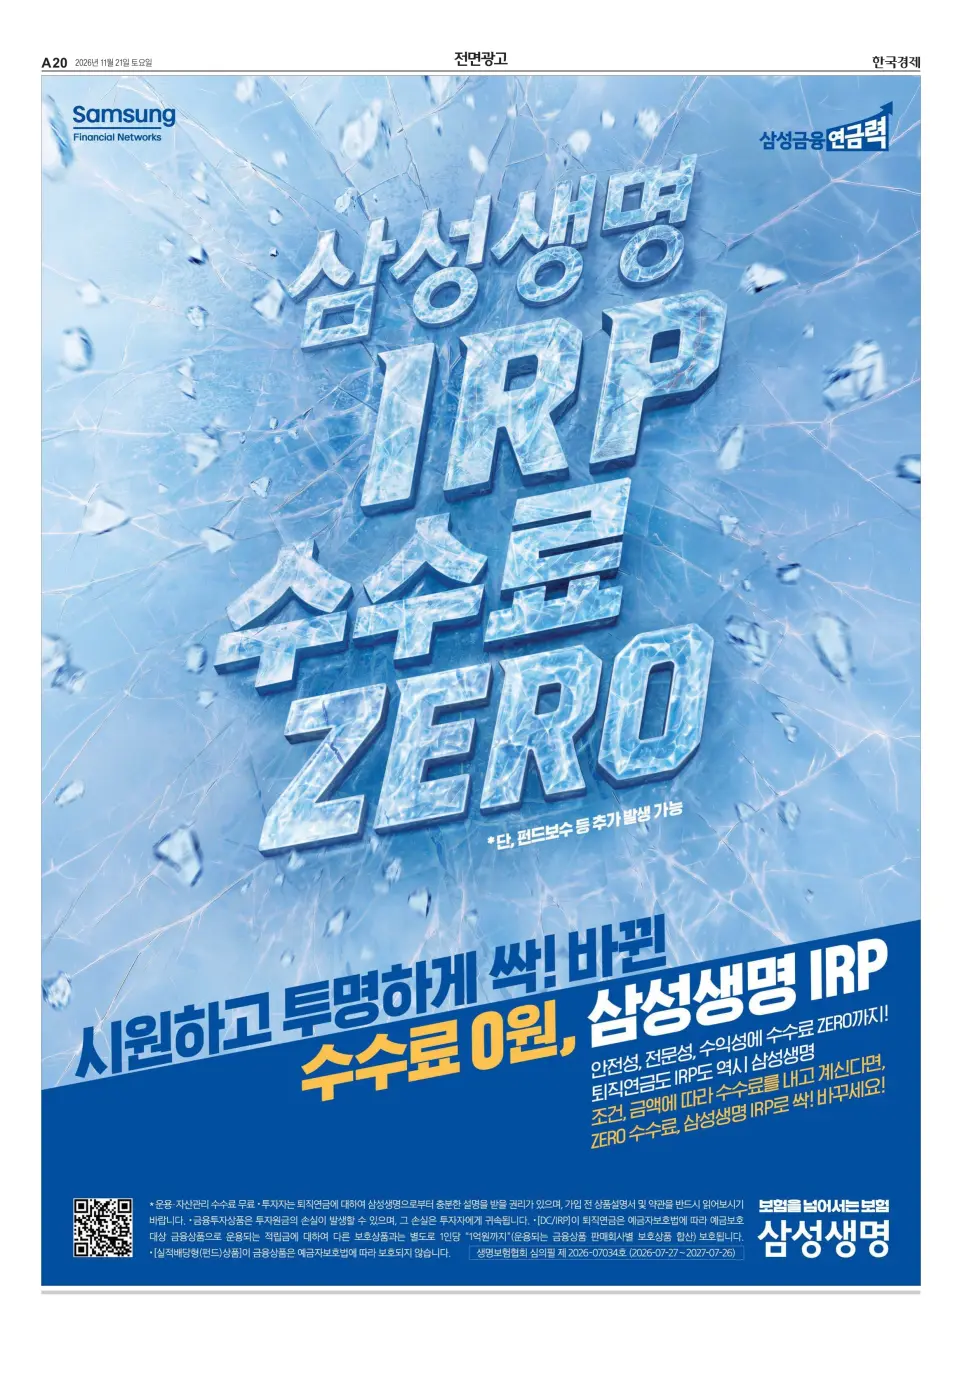 A20 2026년 11월 21일 토요일
전면광고
한국경제
Samsung
Financial Networks
삼성금융 연금력
삼성생명
IRP
수수료
ZERO
*단, 펀드보수 등 추가 발생 가능
시원하고 투명하게 싹! 바뀐
수수료 0원, 삼성생명 IRP
안전성, 전문성, 수익성에 수수료 ZERO까지!
퇴직연금도 IRP도 역시 삼성생명
조건, 금액에 따라 수수료를 내고 계신다면,
ZERO 수수료, 삼성생명 IRP로 싹! 바꾸세요!
*운용·자산관리 수수료 무료 •투자자는 퇴직연금에 대하여 삼성생명으로부터 충분한 설명을 받을 권리가 있으며, 가입 전 상품설명서 및 약관을 반드시 읽어보시기
바랍니다. •금융투자상품은 투자원금의 손실이 발생할 수 있으며, 그 손실은 투자자에게 귀속됩니다. •[DC/IRP]이 퇴직연금은 예금자보호법에 따라 예금보호
대상 금융상품으로 운용되는 적립금에 대하여 다른 보호상품과는 별도로 1인당 "1억원까지"(운용되는 금융상품 판매회사별 보호상품 합산) 보호됩니다.
•[실적배당형(펀드)상품]이 금융상품은 예금자보호법에 따라 보호되지 않습니다. 생명보험협회 심의필 제 2026-07034호 (2026-07-27~2027-07-26)
보험을 넘어서는 보험
삼성생명